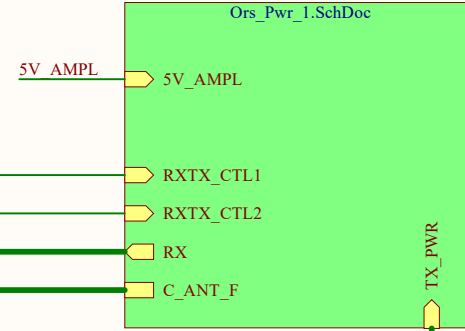 Ors_Pwr_1.SchDoc
5V_AMPL
5V_AMPL
RXTX_CTL1
RXTX_CTL2
RX
C_ANT_F
TX_PWR